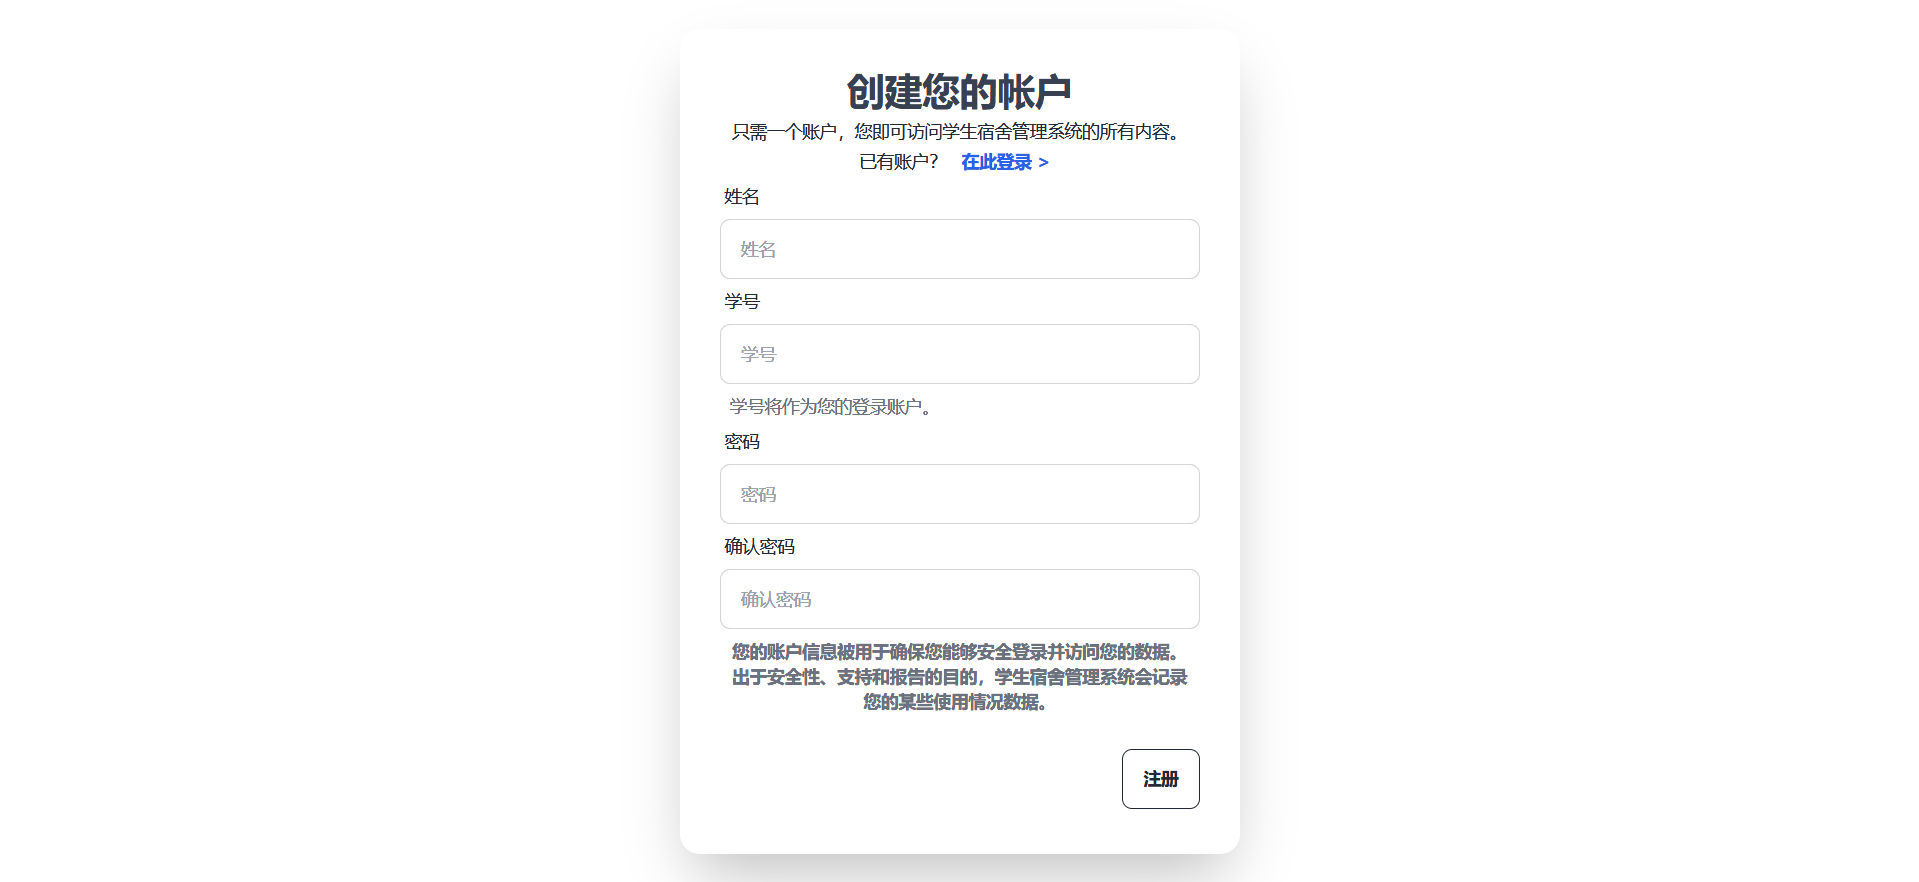 创建您的帐户
只需一个账户，您即可访问学生宿舍管理系统的所有内容。
已有账户？ 在此登录 >
姓名
姓名
学号
学号
学号将作为您的登录账户。
密码
密码
确认密码
确认密码
您的账户信息被用于确保您能够安全登录并访问您的数据。
出于安全性、支持和报告的目的，学生宿舍管理系统会记录
您的某些使用情况数据。
注册